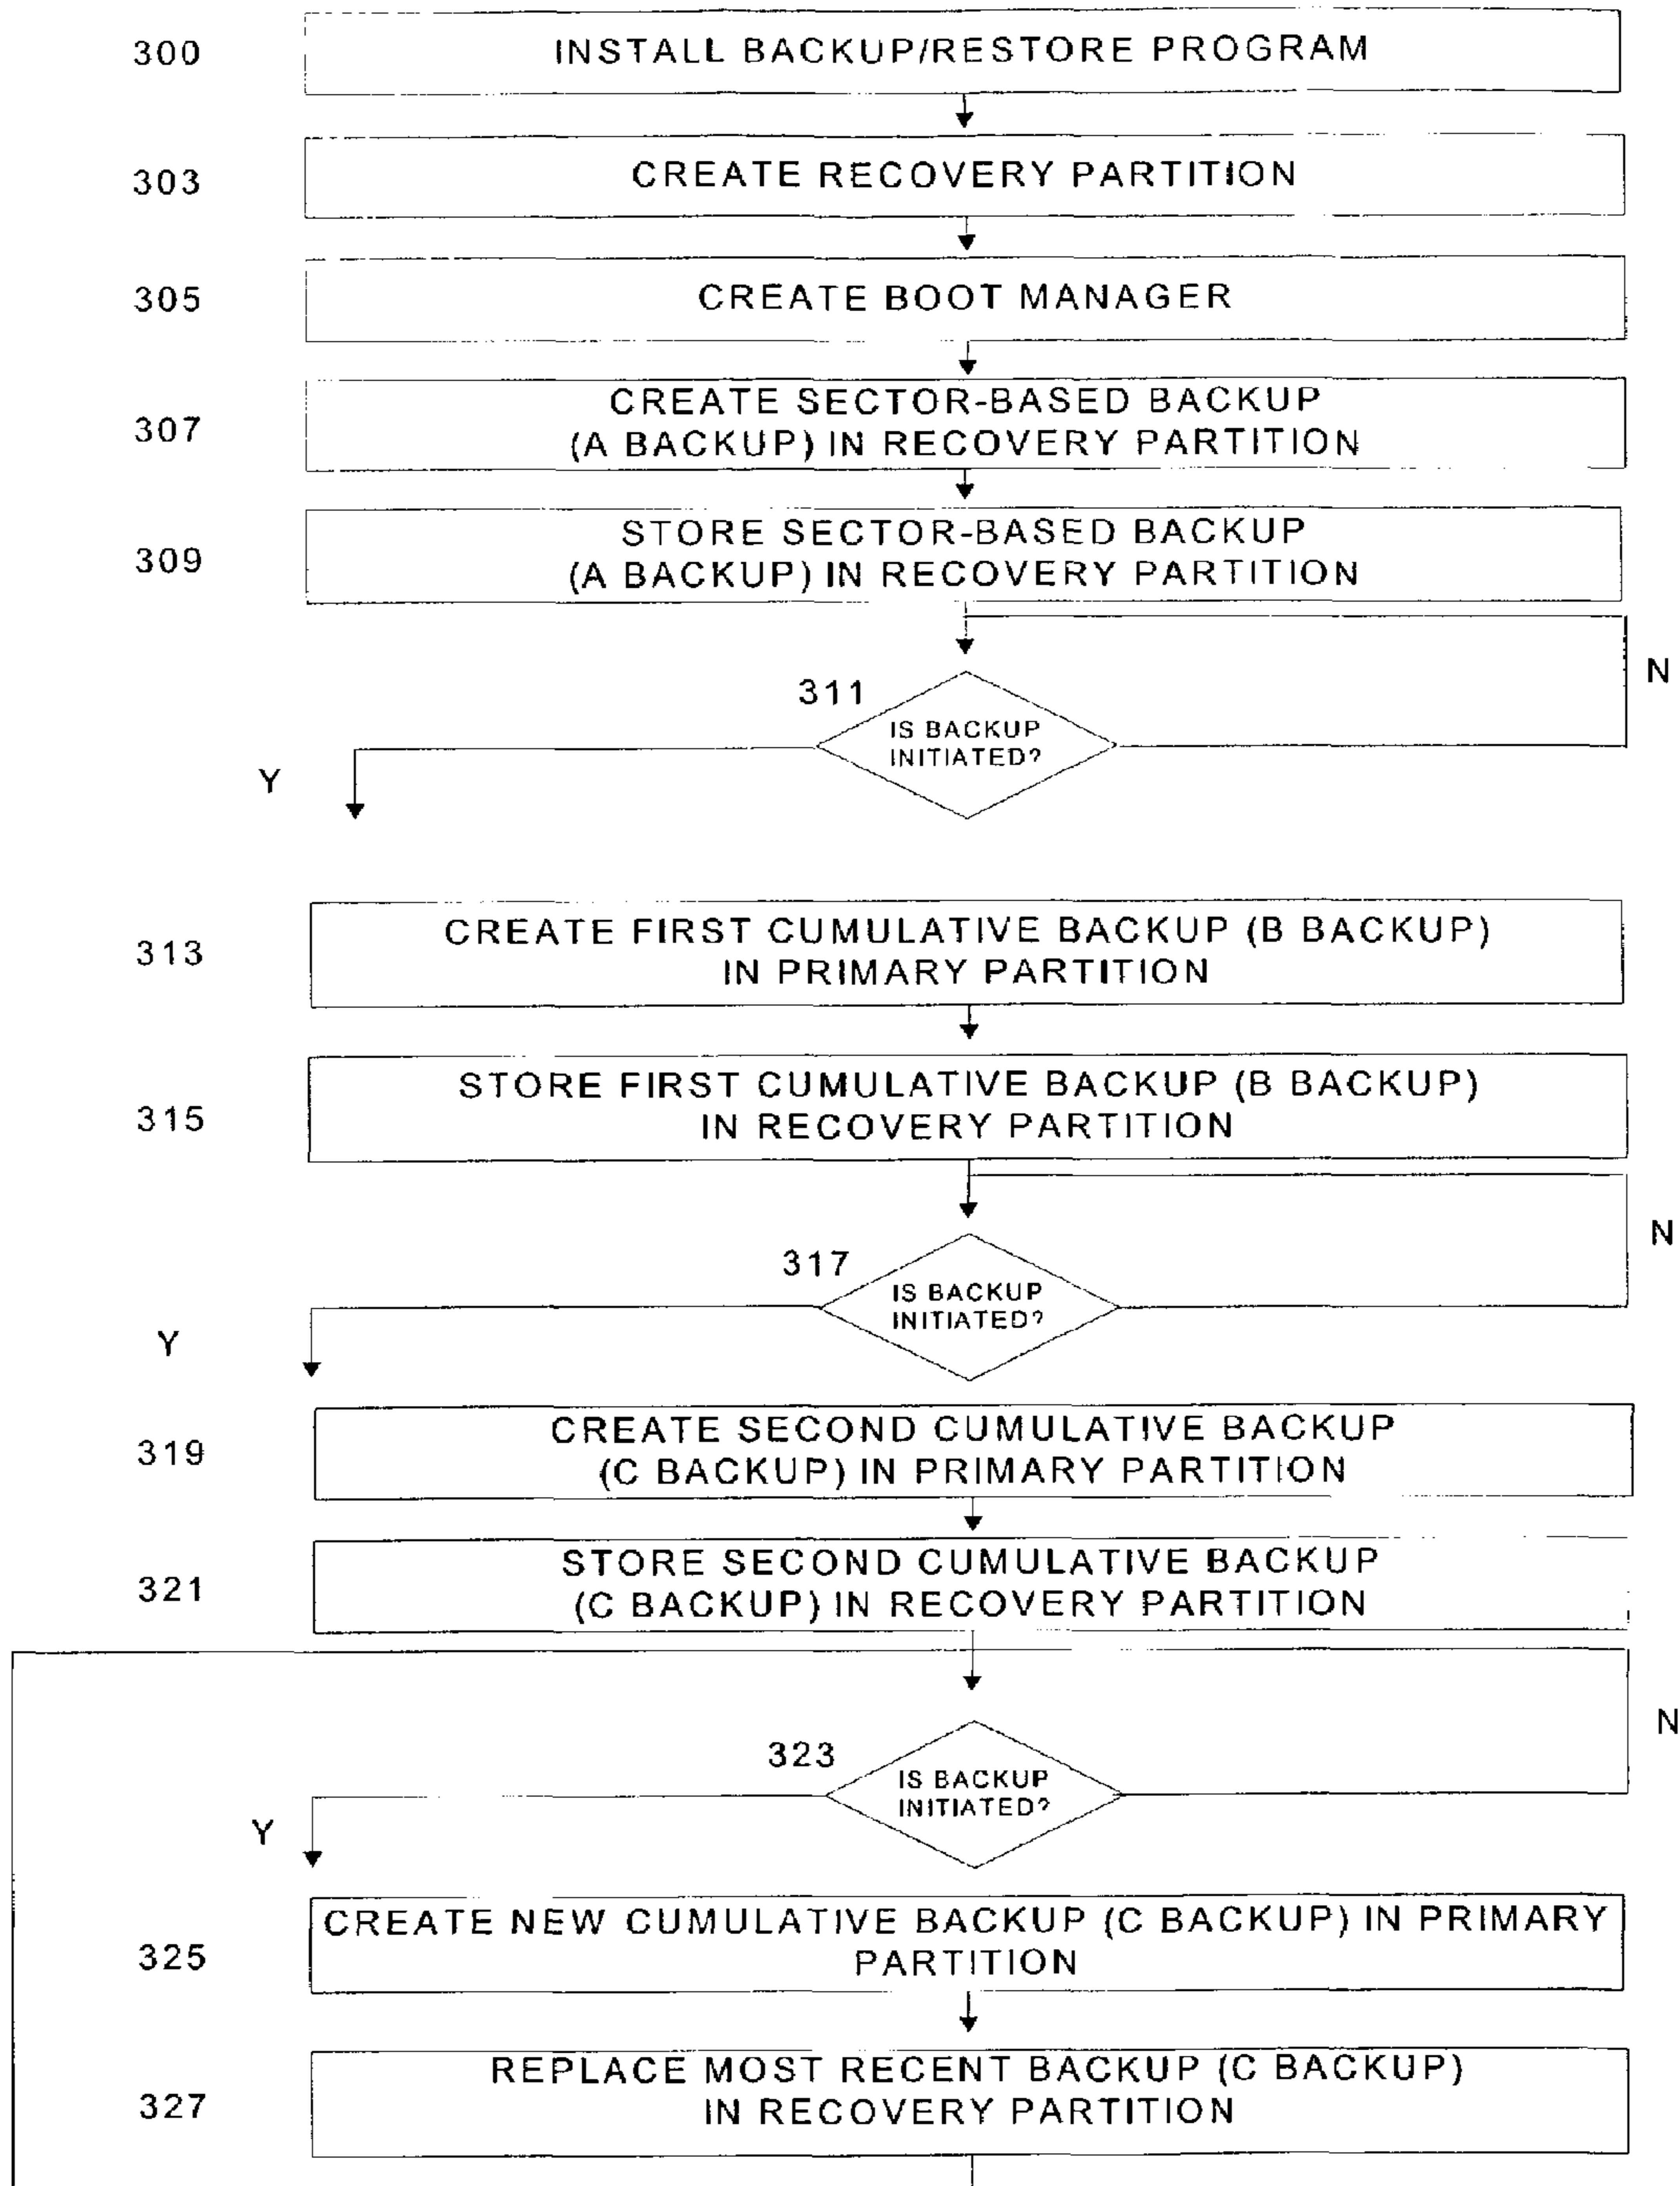 300
INSTALL BACKUP/RESTORE PROGRAM
303
CREATE RECOVERY PARTITION
305
CREATE BOOT MANAGER
307
CREATE SECTOR-BASED BACKUP
(A BACKUP) IN RECOVERY PARTITION
309
STORE SECTOR-BASED BACKUP
(A BACKUP) IN RECOVERY PARTITION
311
N
IS BACKUP
INITIATED?
Y
313
CREATE FIRST CUMULATIVE BACKUP (B BACKUP)
IN PRIMARY PARTITION
315
STORE FIRST CUMULATIVE BACKUP (B BACKUP)
IN RECOVERY PARTITION
317
N
IS BACKUP
INITIATED?
Y
319
CREATE SECOND CUMULATIVE BACKUP
(C BACKUP) IN PRIMARY PARTITION
321
STORE SECOND CUMULATIVE BACKUP
(C BACKUP) IN RECOVERY PARTITION
323
N
IS BACKUP
INITIATED?
Y
325
CREATE NEW CUMULATIVE BACKUP (C BACKUP) IN PRIMARY
PARTITION
327
REPLACE MOST RECENT BACKUP (C BACKUP)
IN RECOVERY PARTITION